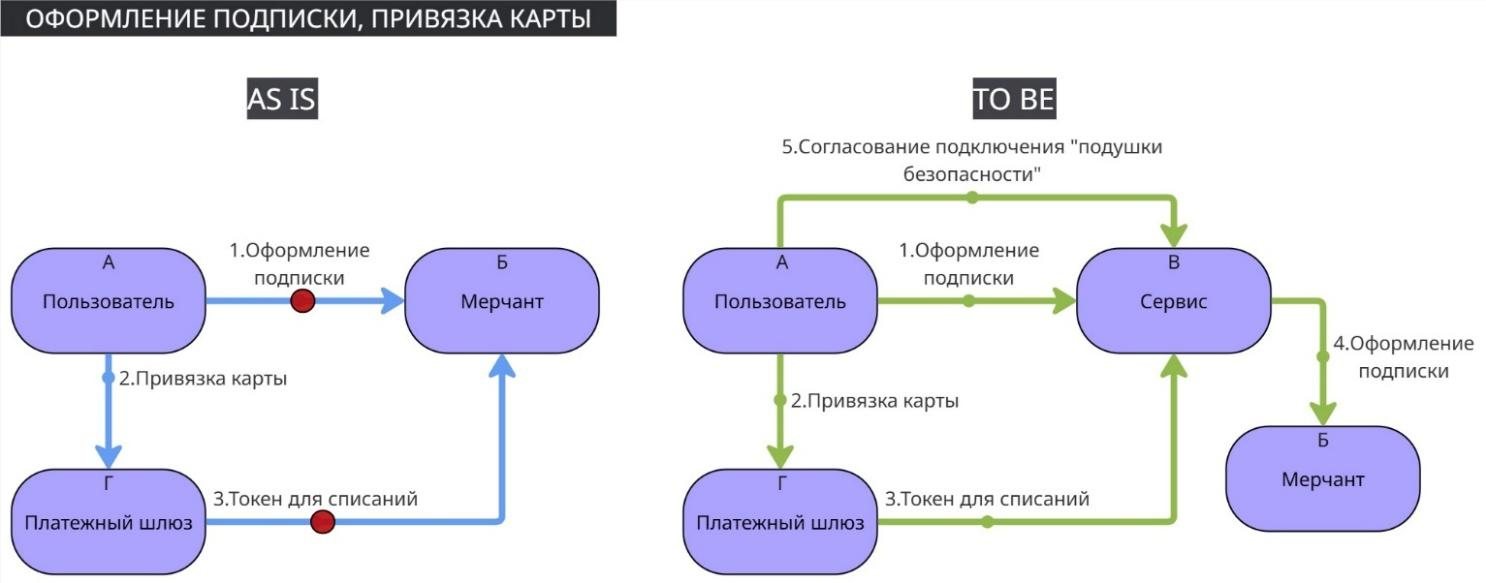 ОФОРМЛЕНИЕ ПОДПИСКИ, ПРИВЯЗКА КАРТЫ
AS IS
А
Пользователь
1.Оформление
подписки
Б
Мерчант
2.Привязка карты
Г
Платежный шлюз
3.Токен для списаний
TO BE
5.Согласование подключения "подушки
безопасности"
А
Пользователь
1.Оформление
подписки
В
Сервис
4.Оформление
подписки
2.Привязка карты
Б
Мерчант
Г
Платежный шлюз
3.Токен для списаний